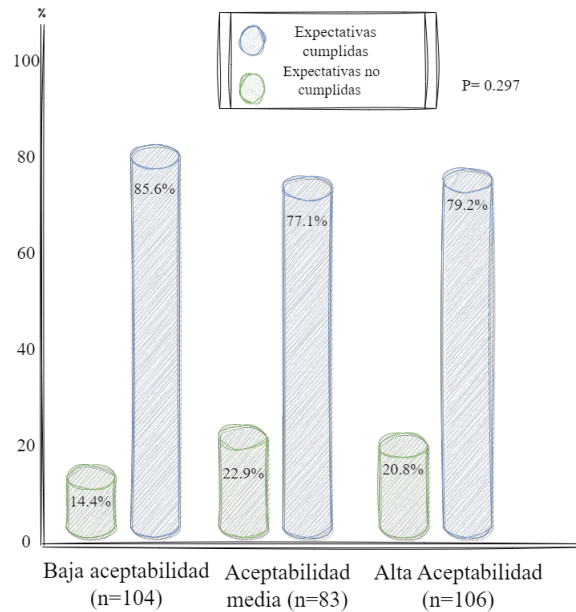 %
Expectativas
cumplidas
Expectativas no
cumplidas
P= 0.297
100
80
60
40
20
0
85.6%
77.1%
79.2%
14.4%
22.9%
20.8%
Baja aceptabilidad
(n=104)
Aceptabilidad
media (n=83)
Alta Aceptabilidad
(n=106)